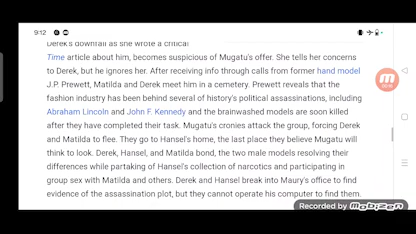 9:12
Derek's downfall as she wrote a critical
Time article about him, becomes suspicious of Mugatu's offer. She tells her concerns
to Derek, but he ignores her. After receiving info through calls from former hand model
J.P. Prewett, Matilda and Derek meet him in a cemetery. Prewett reveals that the
fashion industry has been behind several of history's political assassinations, including
Abraham Lincoln and John F. Kennedy and the brainwashed models are soon killed
after they have completed their task. Mugatu's cronies attack the group, forcing Derek
and Matilda to flee. They go to Hansel's home, the last place they believe Mugatu will
think to look. Derek, Hansel, and Matilda bond, the two male models resolving their
differences while partaking of Hansel's collection of narcotics and participating in
group sex with Matilda and others. Derek and Hansel break into Maury's office to find
evidence of the assassination plot, but they cannot operate his computer to find them.
Recorded by mobizen